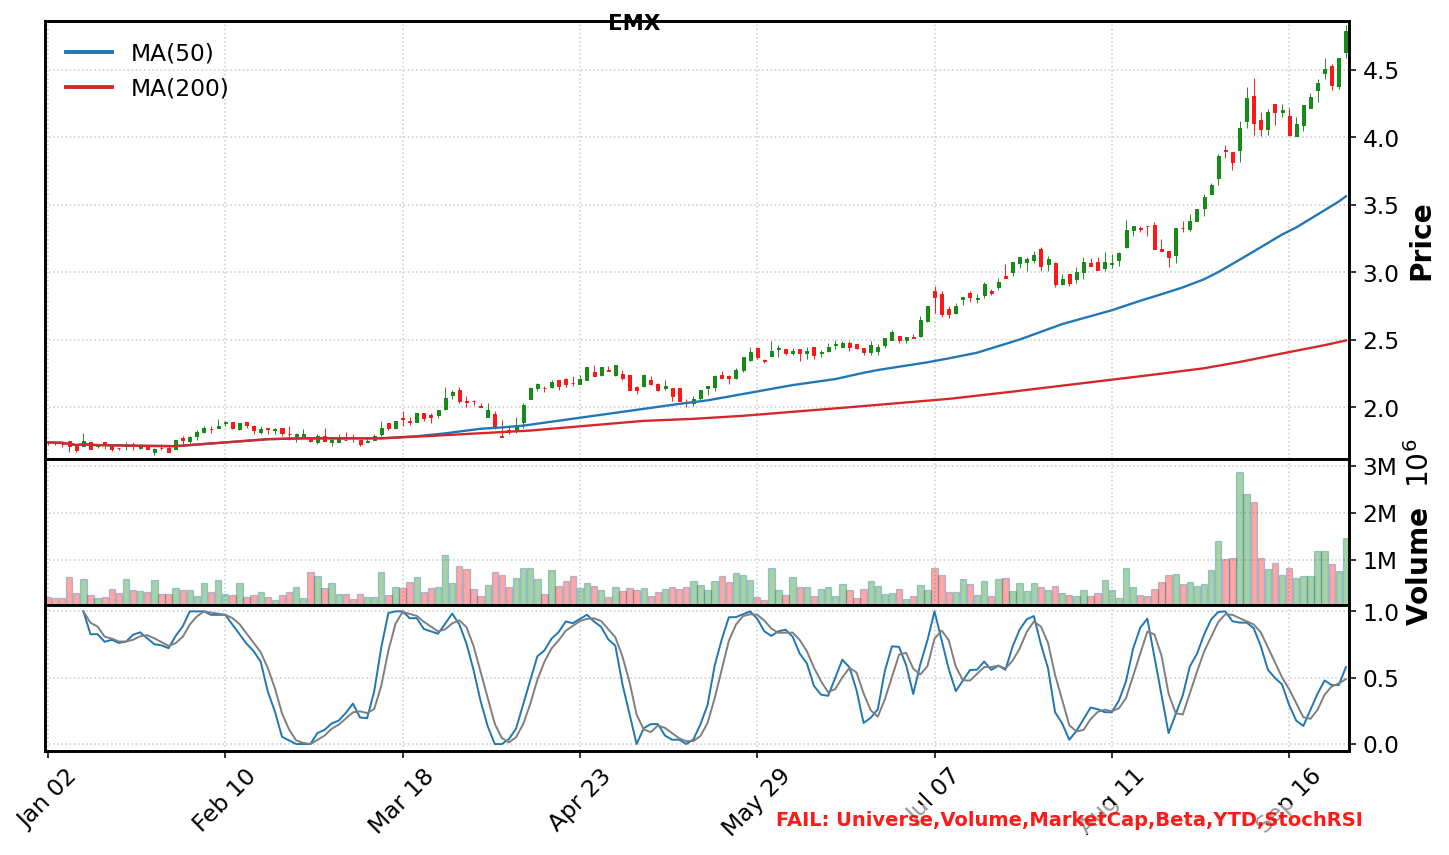 EMX
MA(50)
MA(200)
4.5
4.0
3.5
3.0
2.5
2.0
Price
3M
2M
1M
Volume 10⁶
1.0
0.5
0.0
Jan 02
Feb 10
Mar 18
Apr 23
May 29
Jul 07
Aug 11
Sep 16
FAIL: Universe,Volume,MarketCap,Beta,YTD,StochRSI